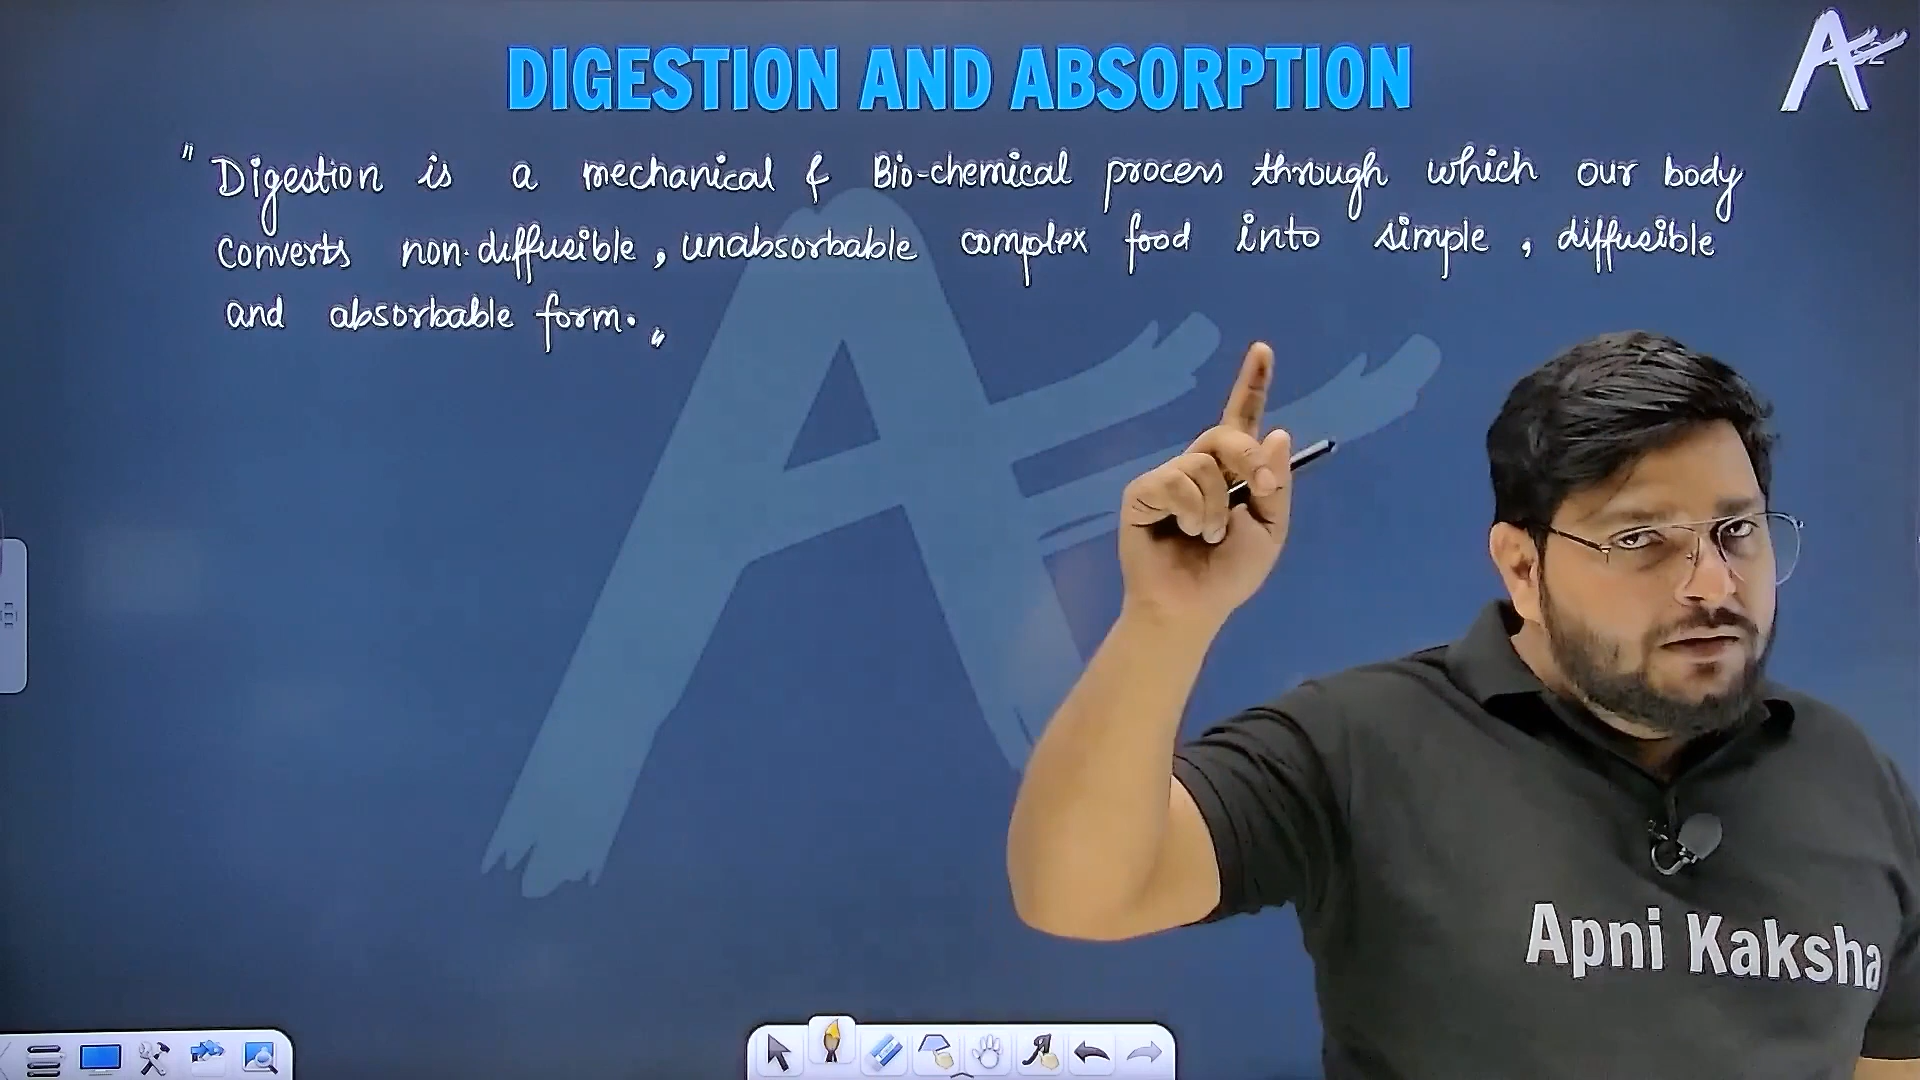 DIGESTION AND ABSORPTION
" Digestion is a mechanical & Bio-chemical process through which our body
converts non-diffusible, unabsorbable complex food into simple, diffusible
and absorbable form. "
Apni Kaksha